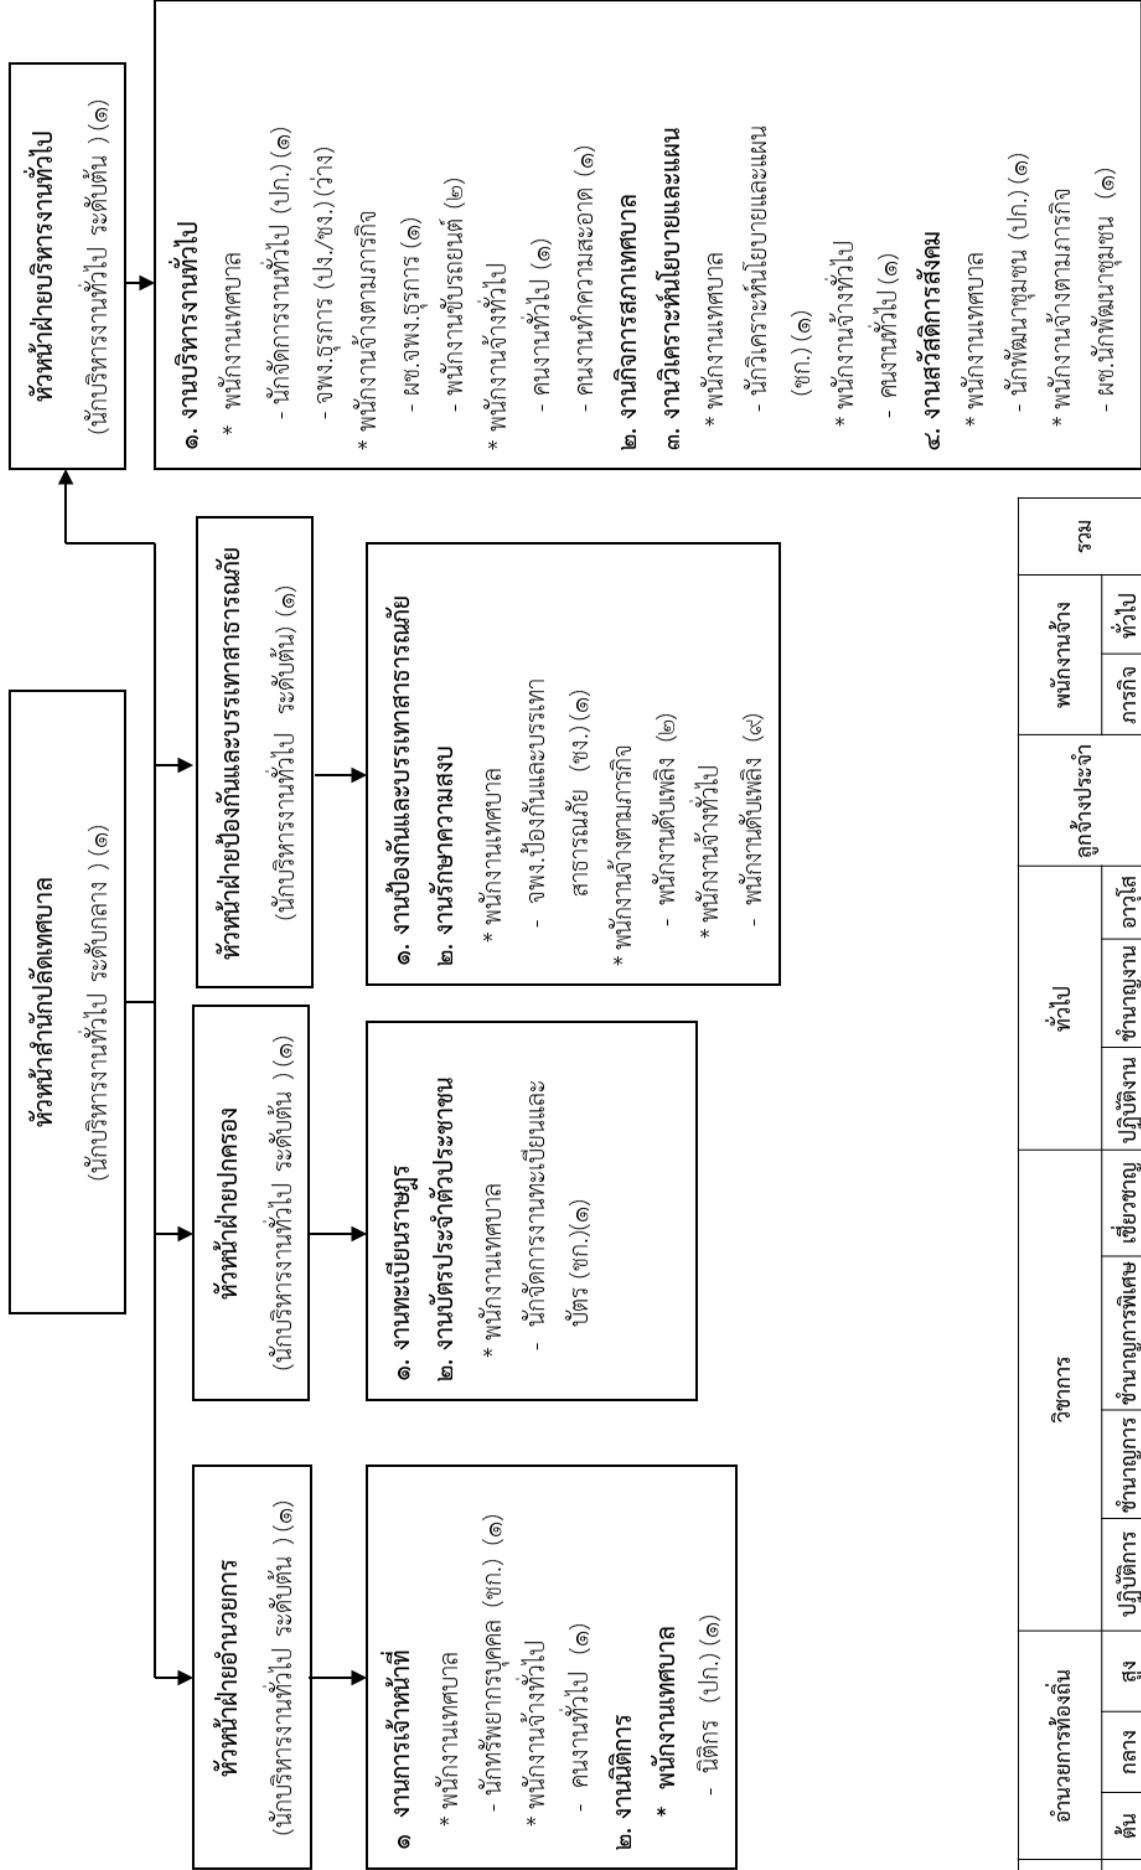 หัวหน้าสำนักปลัดเทศบาล
(นักบริหารงานทั่วไป ระดับกลาง ) (๑)
หัวหน้าฝ่ายอำนวยการ
(นักบริหารงานทั่วไป ระดับต้น ) (๑)
๑ งานการเจ้าหน้าที่
* พนักงานเทศบาล
- นักทรัพยากรบุคคล (ชก.) (๑)
* พนักงานจ้างทั่วไป
- คนงานทั่วไป (๑)
๒. งานนิติการ
* พนักงานเทศบาล
- นิติกร (ปก.) (๑)
หัวหน้าฝ่ายปกครอง
(นักบริหารงานทั่วไป ระดับต้น ) (๑)
๑. งานทะเบียนราษฎร
๒. งานบัตรประจำตัวประชาชน
* พนักงานเทศบาล
- นักจัดการงานทะเบียนและ
บัตร (ชก.)(๑)
หัวหน้าฝ่ายป้องกันและบรรเทาสาธารณภัย
(นักบริหารงานทั่วไป ระดับต้น) (๑)
๑. งานป้องกันและบรรเทาสาธารณภัย
๒. งานรักษาความสงบ
* พนักงานเทศบาล
- จพง.ป้องกันและบรรเทา
สาธารณภัย (ชง.) (๑)
* พนักงานจ้างตามภารกิจ
- พนักงานดับเพลิง (๒)
* พนักงานจ้างทั่วไป
- พนักงานดับเพลิง (๙)
หัวหน้าฝ่ายบริหารงานทั่วไป
(นักบริหารงานทั่วไป ระดับต้น ) (๑)
๑. งานบริหารงานทั่วไป
* พนักงานเทศบาล
- นักจัดการงานทั่วไป (ปก.) (๑)
- จพง.ธุรการ (ปง./ชง.) (ว่าง)
* พนักงานจ้างตามภารกิจ
- ผช.จพง.ธุรการ (๑)
- พนักงานขับรถยนต์ (๒)
* พนักงานจ้างทั่วไป
- คนงานทั่วไป (๑)
- คนงานทำความสะอาด (๑)
๒. งานกิจการสภาเทศบาล
๓. งานวิเคราะห์นโยบายและแผน
* พนักงานเทศบาล
- นักวิเคราะห์นโยบายและแผน
(ชก.) (๑)
* พนักงานจ้างทั่วไป
- คนงานทั่วไป (๑)
๔. งานสวัสดิการสังคม
* พนักงานเทศบาล
- นักพัฒนาชุมชน (ปก.) (๑)
* พนักงานจ้างตามภารกิจ
- ผช.นักพัฒนาชุมชน (๑)
อำนวยการท้องถิ่น วิชาการ ทั่วไป ลูกจ้างประจำ พนักงานจ้าง รวม
ต้น กลาง สูง ปฏิบัติการ ชำนาญการ ชำนาญการพิเศษ เชี่ยวชาญ ปฏิบัติงาน ชำนาญงาน อาวุโส ภารกิจ ทั่วไป